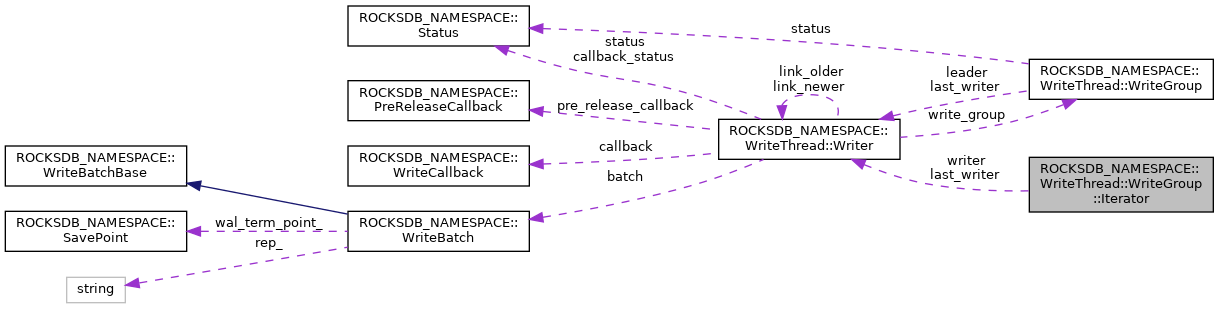 ROCKSDB_NAMESPACE::
Status
status
status
callback_status
link_older
link_newer
leader
last_writer
ROCKSDB_NAMESPACE::
WriteThread::WriteGroup
ROCKSDB_NAMESPACE::
PreReleaseCallback
pre_release_callback
write_group
ROCKSDB_NAMESPACE::
WriteThread::Writer
ROCKSDB_NAMESPACE::
WriteBatchBase
ROCKSDB_NAMESPACE::
WriteCallback
callback
batch
writer
last_writer
ROCKSDB_NAMESPACE::
WriteThread::WriteGroup
::Iterator
ROCKSDB_NAMESPACE::
SavePoint
wal_term_point_
rep_
ROCKSDB_NAMESPACE::
WriteBatch
string